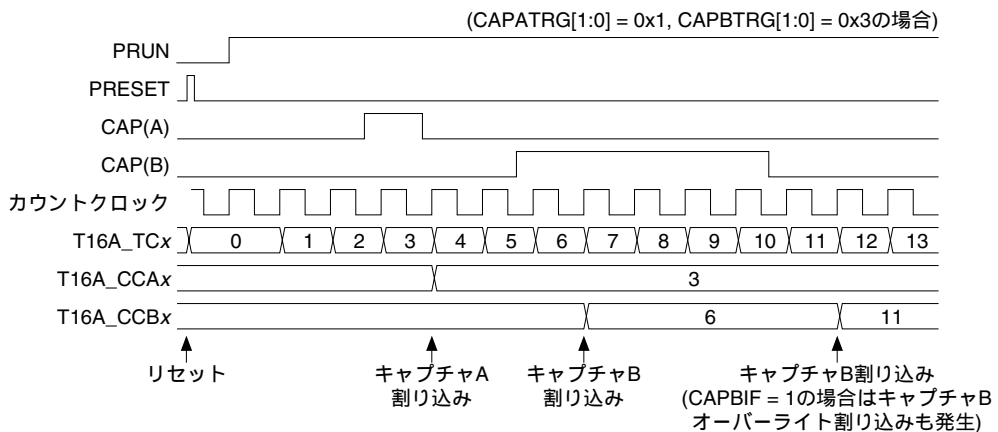 (CAPATRG[1:0] = 0x1, CAPBTRG[1:0] = 0x3の場合)
PRUN
PRESET
CAP(A)
CAP(B)
カウントクロック
T16A_TCx 0 1 2 3 4 5 6 7 8 9 10 11 12 13
T16A_CCAx 3
T16A_CCBx 6 11
リセット キャプチャA キャプチャB キャプチャB割り込み
割り込み 割り込み (CAPBIF = 1の場合はキャプチャB
オーバーライト割り込みも発生)